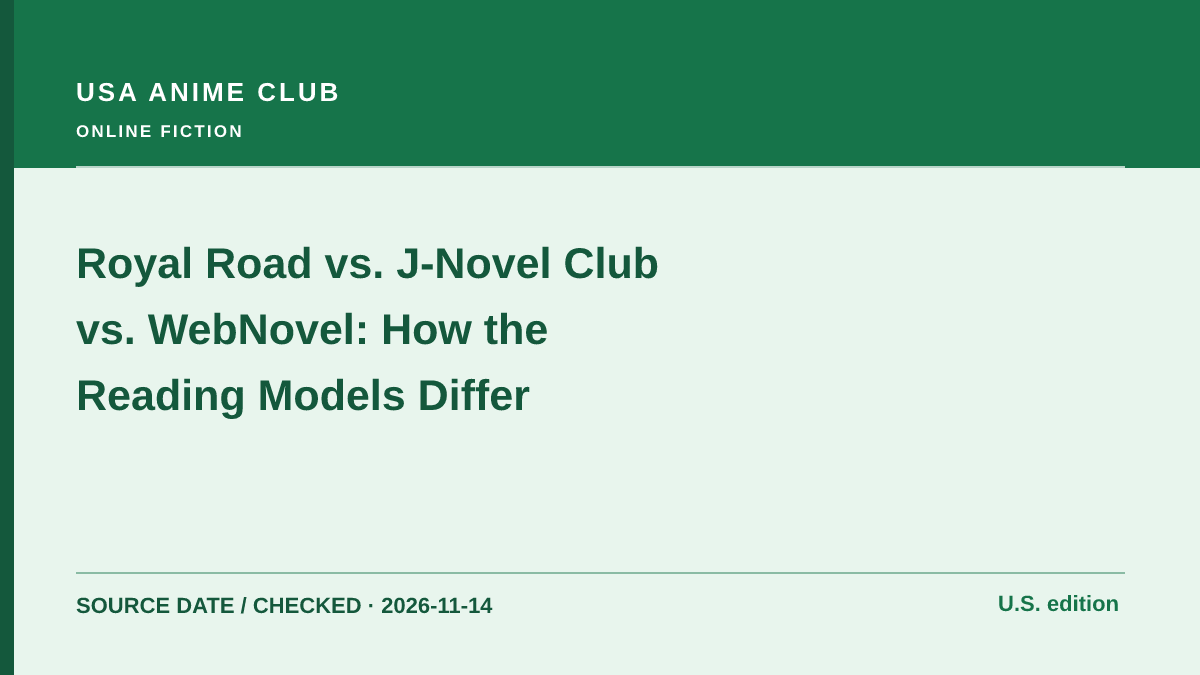 USA ANIME CLUB
ONLINE FICTION
Royal Road vs. J-Novel Club
vs. WebNovel: How the
Reading Models Differ
SOURCE DATE / CHECKED · 2026-11-14
U.S. edition